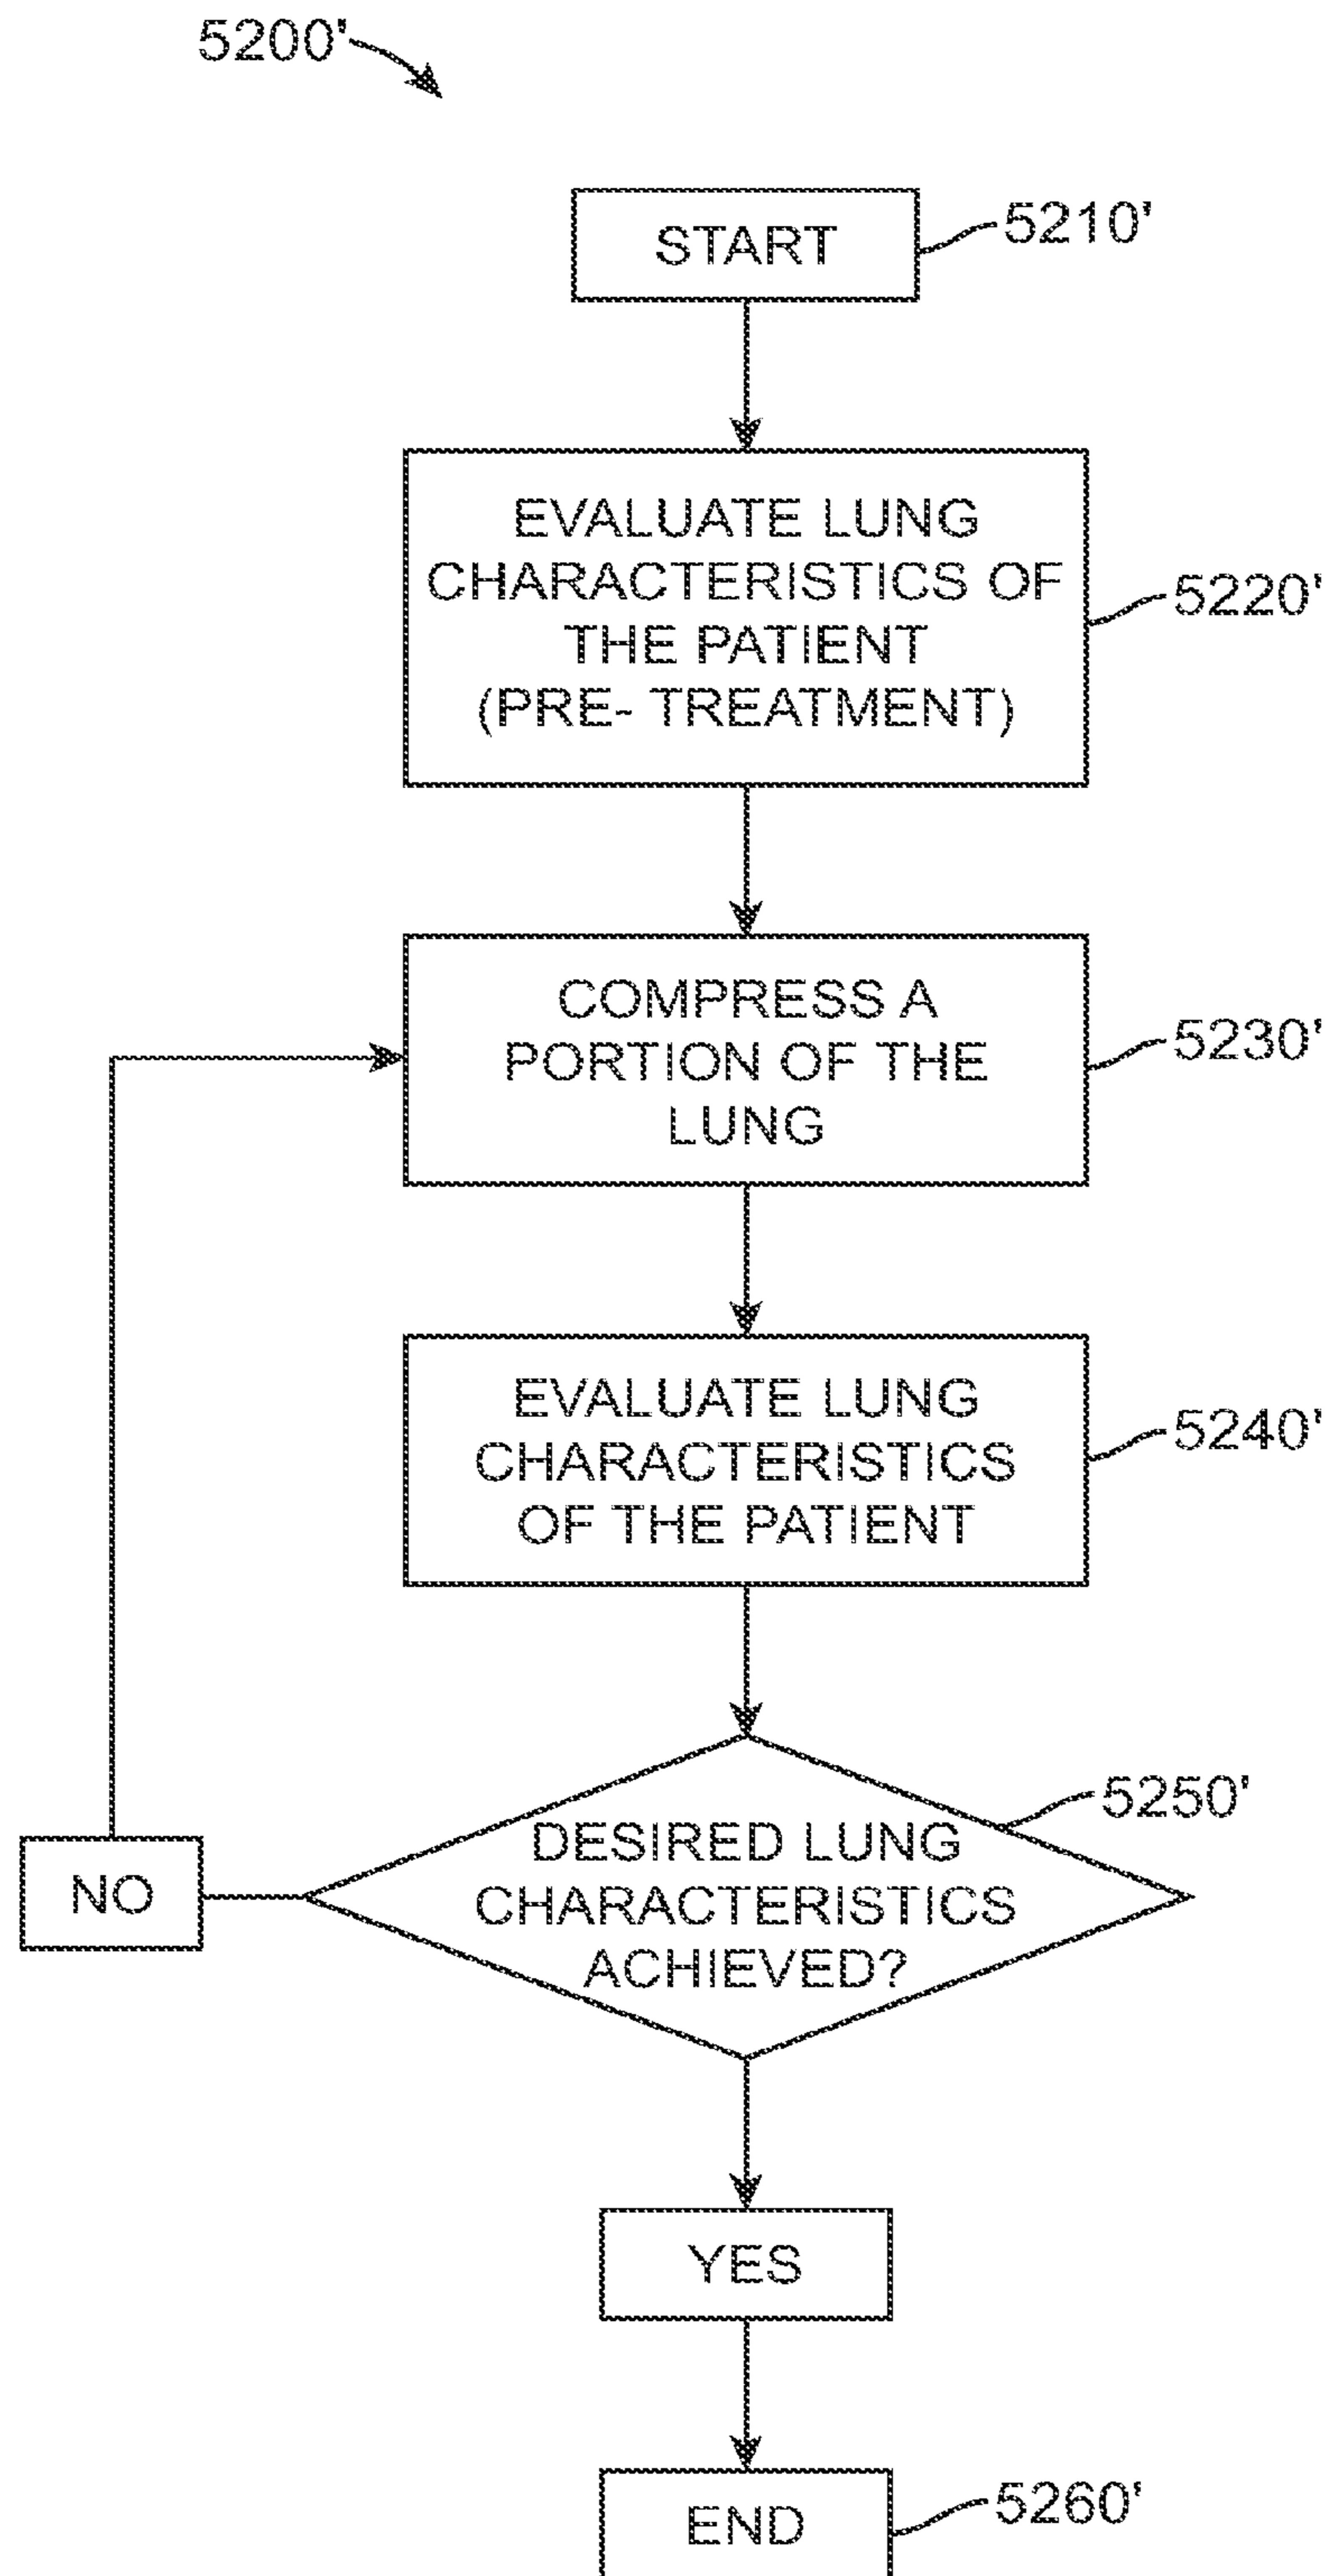 5200'
START
5210'
EVALUATE LUNG
CHARACTERISTICS OF
THE PATIENT
(PRE- TREATMENT)
5220'
COMPRESS A
PORTION OF THE
LUNG
5230'
EVALUATE LUNG
CHARACTERISTICS
OF THE PATIENT
5240'
DESIRED LUNG
CHARACTERISTICS
ACHIEVED?
5250'
NO
YES
END
5260'